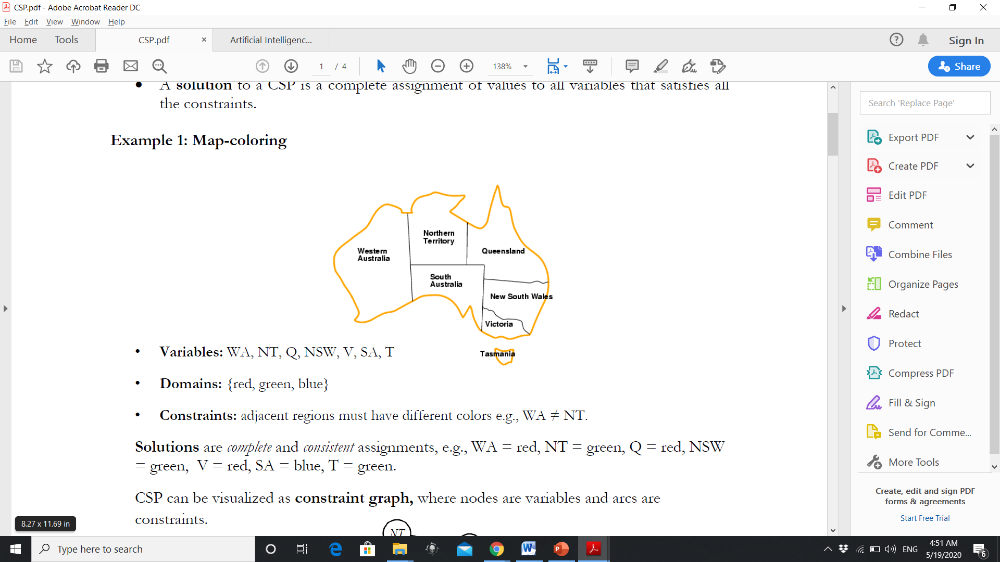 CSP.pdf - Adobe Acrobat Reader DC
File Edit View Window Help
Home Tools CSP.pdf × Artificial Intelligenc... ? Sign In
1 / 4 138% Share
• A solution to a CSP is a complete assignment of values to all variables that satisfies all
the constraints.
Example 1: Map-coloring
Northern
Territory
Western
Australia
Queensland
South
Australia
New South Wales
Victoria
Tasmania
• Variables: WA, NT, Q, NSW, V, SA, T
• Domains: {red, green, blue}
• Constraints: adjacent regions must have different colors e.g., WA ≠ NT.
Solutions are complete and consistent assignments, e.g., WA = red, NT = green, Q = red, NSW
= green, V = red, SA = blue, T = green.
CSP can be visualized as constraint graph, where nodes are variables and arcs are
constraints.
NT
8.27 x 11.69 in
Search 'Replace Page'
Export PDF
Create PDF
Edit PDF
Comment
Combine Files
Organize Pages
Redact
Protect
Compress PDF
Fill & Sign
Send for Comme...
More Tools
Create, edit and sign PDF
forms & agreements
Start Free Trial
Type here to search
ENG
4:51 AM
5/19/2020
6